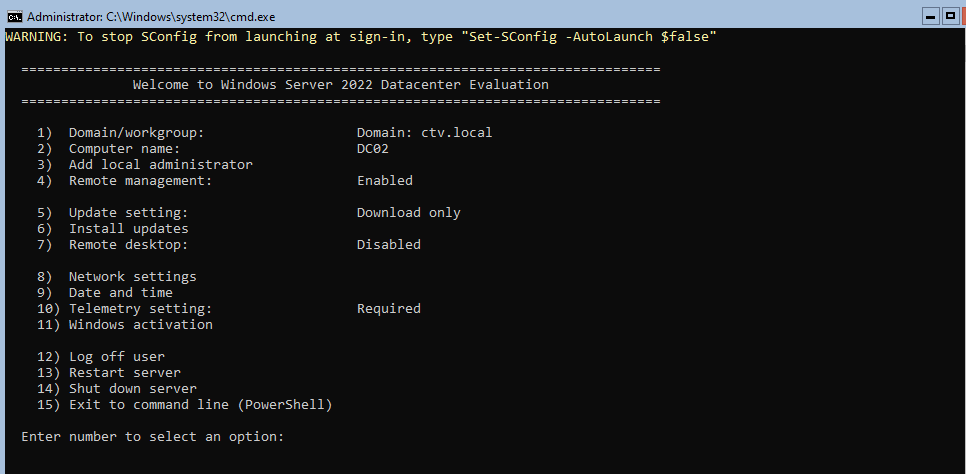 Administrator: C:\Windows\system32\cmd.exe
WARNING: To stop SConfig from launching at sign-in, type "Set-SConfig -AutoLaunch $false"
================================================================================
Welcome to Windows Server 2022 Datacenter Evaluation
================================================================================
1) Domain/workgroup: Domain: ctv.local
2) Computer name: DC02
3) Add local administrator
4) Remote management: Enabled
5) Update setting: Download only
6) Install updates
7) Remote desktop: Disabled
8) Network settings
9) Date and time
10) Telemetry setting: Required
11) Windows activation
12) Log off user
13) Restart server
14) Shut down server
15) Exit to command line (PowerShell)
Enter number to select an option: